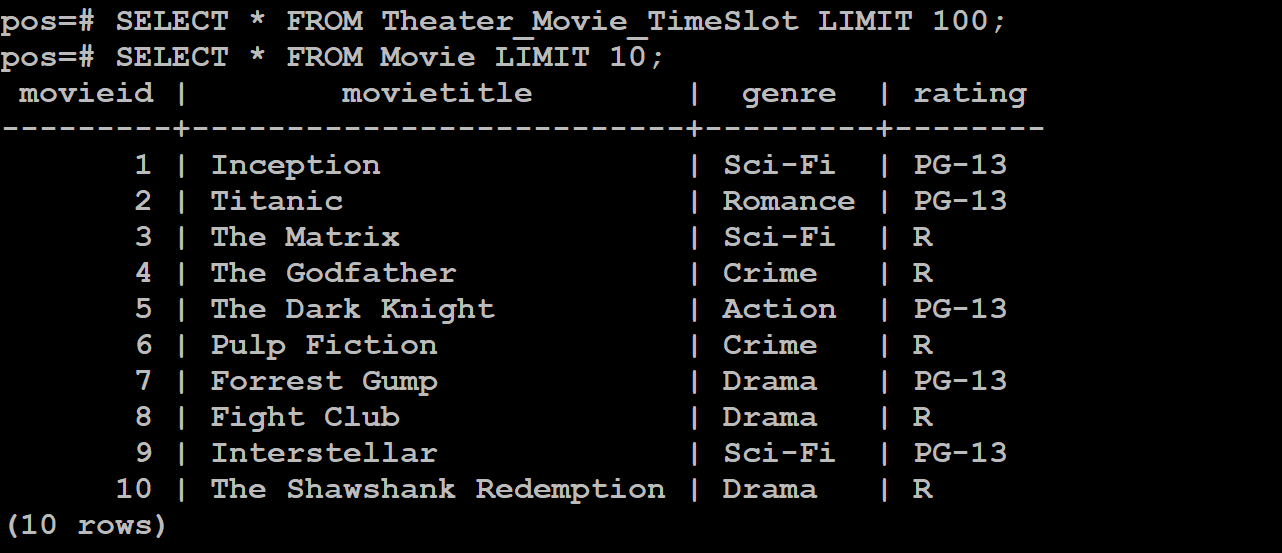 pos=# SELECT * FROM Theater_Movie_TimeSlot LIMIT 100;
pos=# SELECT * FROM Movie LIMIT 10;
 movieid |        movietitle        |  genre  | rating
---------+--------------------------+---------+--------
       1 | Inception                | Sci-Fi  | PG-13
       2 | Titanic                  | Romance | PG-13
       3 | The Matrix               | Sci-Fi  | R
       4 | The Godfather            | Crime   | R
       5 | The Dark Knight          | Action  | PG-13
       6 | Pulp Fiction             | Crime   | R
       7 | Forrest Gump             | Drama   | PG-13
       8 | Fight Club               | Drama   | R
       9 | Interstellar             | Sci-Fi  | PG-13
      10 | The Shawshank Redemption | Drama   | R
(10 rows)